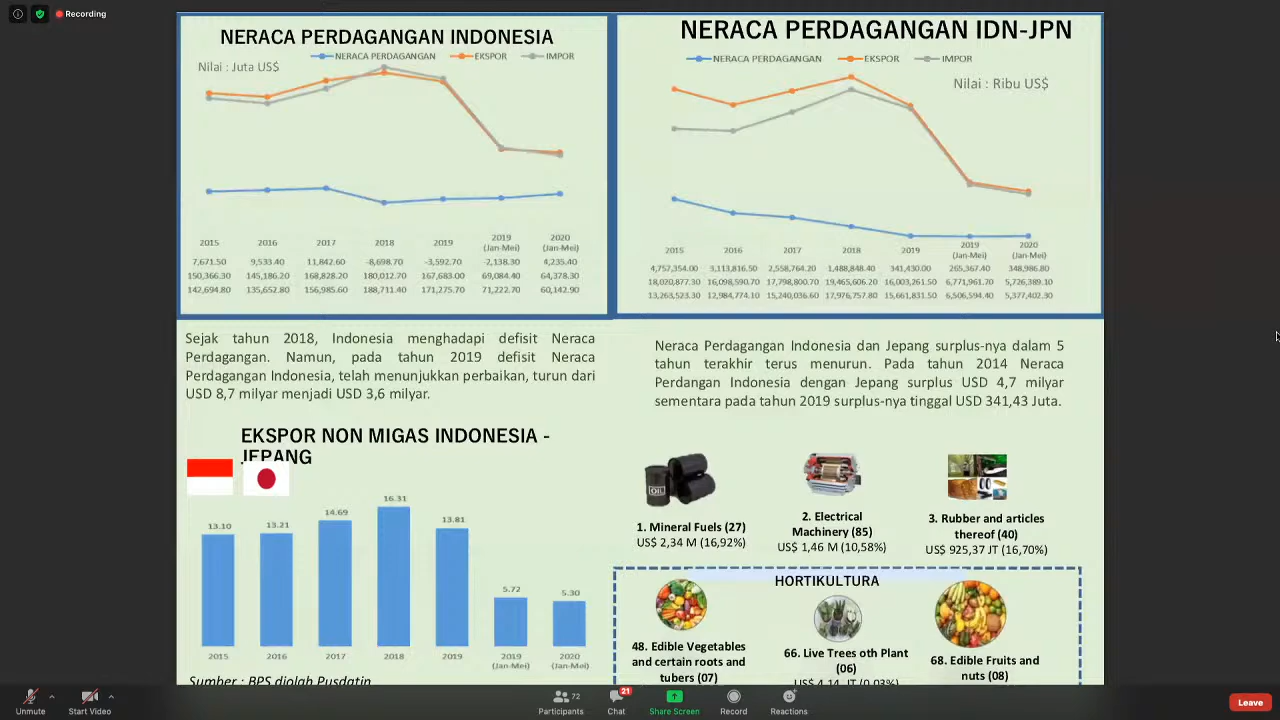 Recording
NERACA PERDAGANGAN INDONESIA
NERACA PERDAGANGAN EKSPOR IMPOR
Nilai : Juta US$
2015 2016 2017 2018 2019 2019 (Jan-Mei) 2020 (Jan-Mei)
7,671.50 9,533.40 11,842.60 -8,698.70 -3,592.70 -2,138.30 4,235.40
150,366.30 145,186.20 168,828.20 180,012.70 167,683.00 69,084.40 64,378.30
142,694.80 135,652.80 156,985.60 188,711.40 171,275.70 71,222.70 60,142.90
NERACA PERDAGANGAN IDN-JPN
NERACA PERDAGANGAN EKSPOR IMPOR
Nilai : Ribu US$
2015 2016 2017 2018 2019 2019 (Jan-Mei) 2020 (Jan-Mei)
4,757,354.00 3,113,816.50 2,558,764.20 1,488,848.40 341,430.00 265,367.40 348,986.80
18,020,877.30 16,098,590.70 17,798,800.70 19,465,606.20 16,003,261.50 6,771,961.70 5,726,389.10
13,263,523.30 12,984,774.10 15,240,036.60 17,976,757.80 15,661,831.50 6,506,594.40 5,377,402.30
Sejak tahun 2018, Indonesia menghadapi defisit Neraca
Perdagangan. Namun, pada tahun 2019 defisit Neraca
Perdagangan Indonesia, telah menunjukkan perbaikan, turun dari
USD 8,7 milyar menjadi USD 3,6 milyar.
Neraca Perdagangan Indonesia dan Jepang surplus-nya dalam 5
tahun terakhir terus menurun. Pada tahun 2014 Neraca
Perdangan Indonesia dengan Jepang surplus USD 4,7 milyar
sementara pada tahun 2019 surplus-nya tinggal USD 341,43 Juta.
EKSPOR NON MIGAS INDONESIA -
JEPANG
13.10 13.21 14.69 16.31 13.81 5.72 5.30
2015 2016 2017 2018 2019 2019 (Jan-Mei) 2020 (Jan-Mei)
Sumber : BPS diolah Pusdatin
OIL
1. Mineral Fuels (27)
US$ 2,34 M (16,92%)
2. Electrical
Machinery (85)
US$ 1,46 M (10,58%)
3. Rubber and articles
thereof (40)
US$ 925,37 JT (16,70%)
HORTIKULTURA
48. Edible Vegetables
and certain roots and
tubers (07)
66. Live Trees oth Plant
(06)
US$ 4,14 JT (0,03%)
68. Edible Fruits and
nuts (08)
Unmute
Start Video
Participants 72
Chat 21
Share Screen
Record
Reactions
Leave